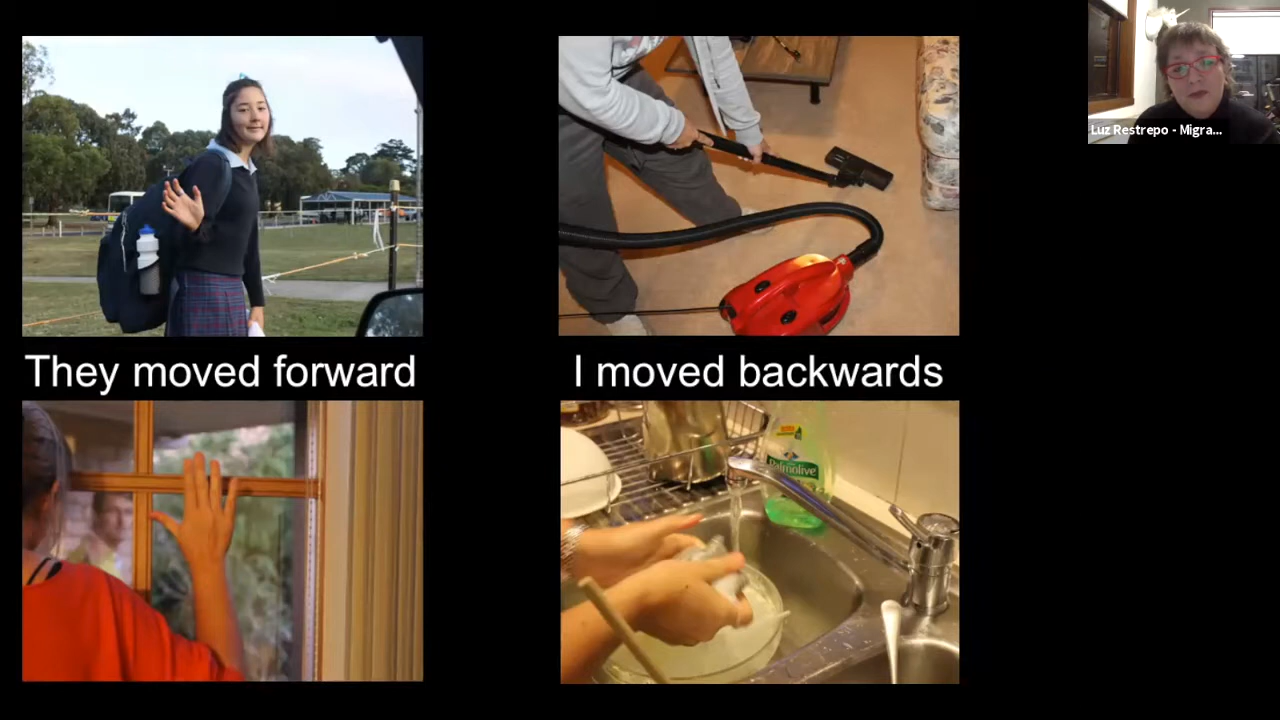 Luz Restrepo - Migra...
They moved forward
I moved backwards
Palmolive